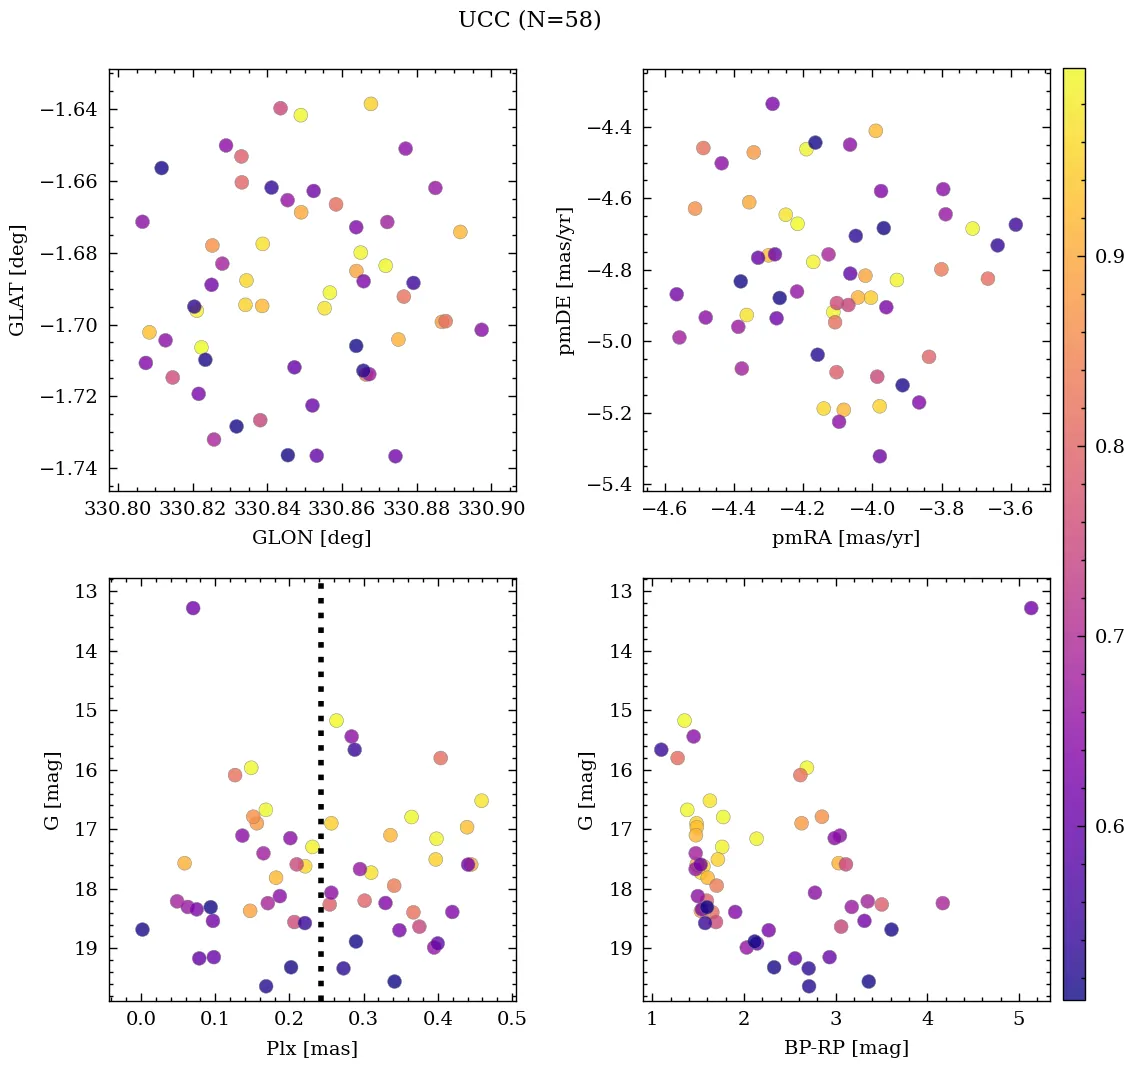 UCC (N=58)
−1.64
−1.66
−1.68
−1.70
−1.72
−1.74
GLAT [deg]
330.80 330.82 330.84 330.86 330.88 330.90
GLON [deg]
−4.4
−4.6
−4.8
−5.0
−5.2
−5.4
pmDE [mas/yr]
−4.6 −4.4 −4.2 −4.0 −3.8 −3.6
pmRA [mas/yr]
13
14
15
16
17
18
19
G [mag]
0.0 0.1 0.2 0.3 0.4 0.5
Plx [mas]
13
14
15
16
17
18
19
G [mag]
1 2 3 4 5
BP-RP [mag]
0.9
0.8
0.7
0.6